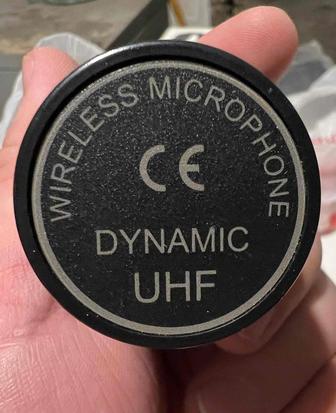 WIRELESS MICROPHONE
CE
DYNAMIC
UHF